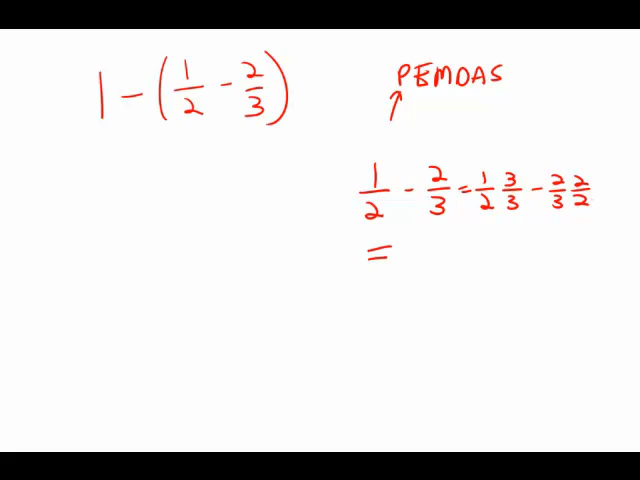 1 - (1/2 - 2/3)
PEMDAS
1/2 - 2/3 = 1/2 3/3 - 2/3 2/2
=